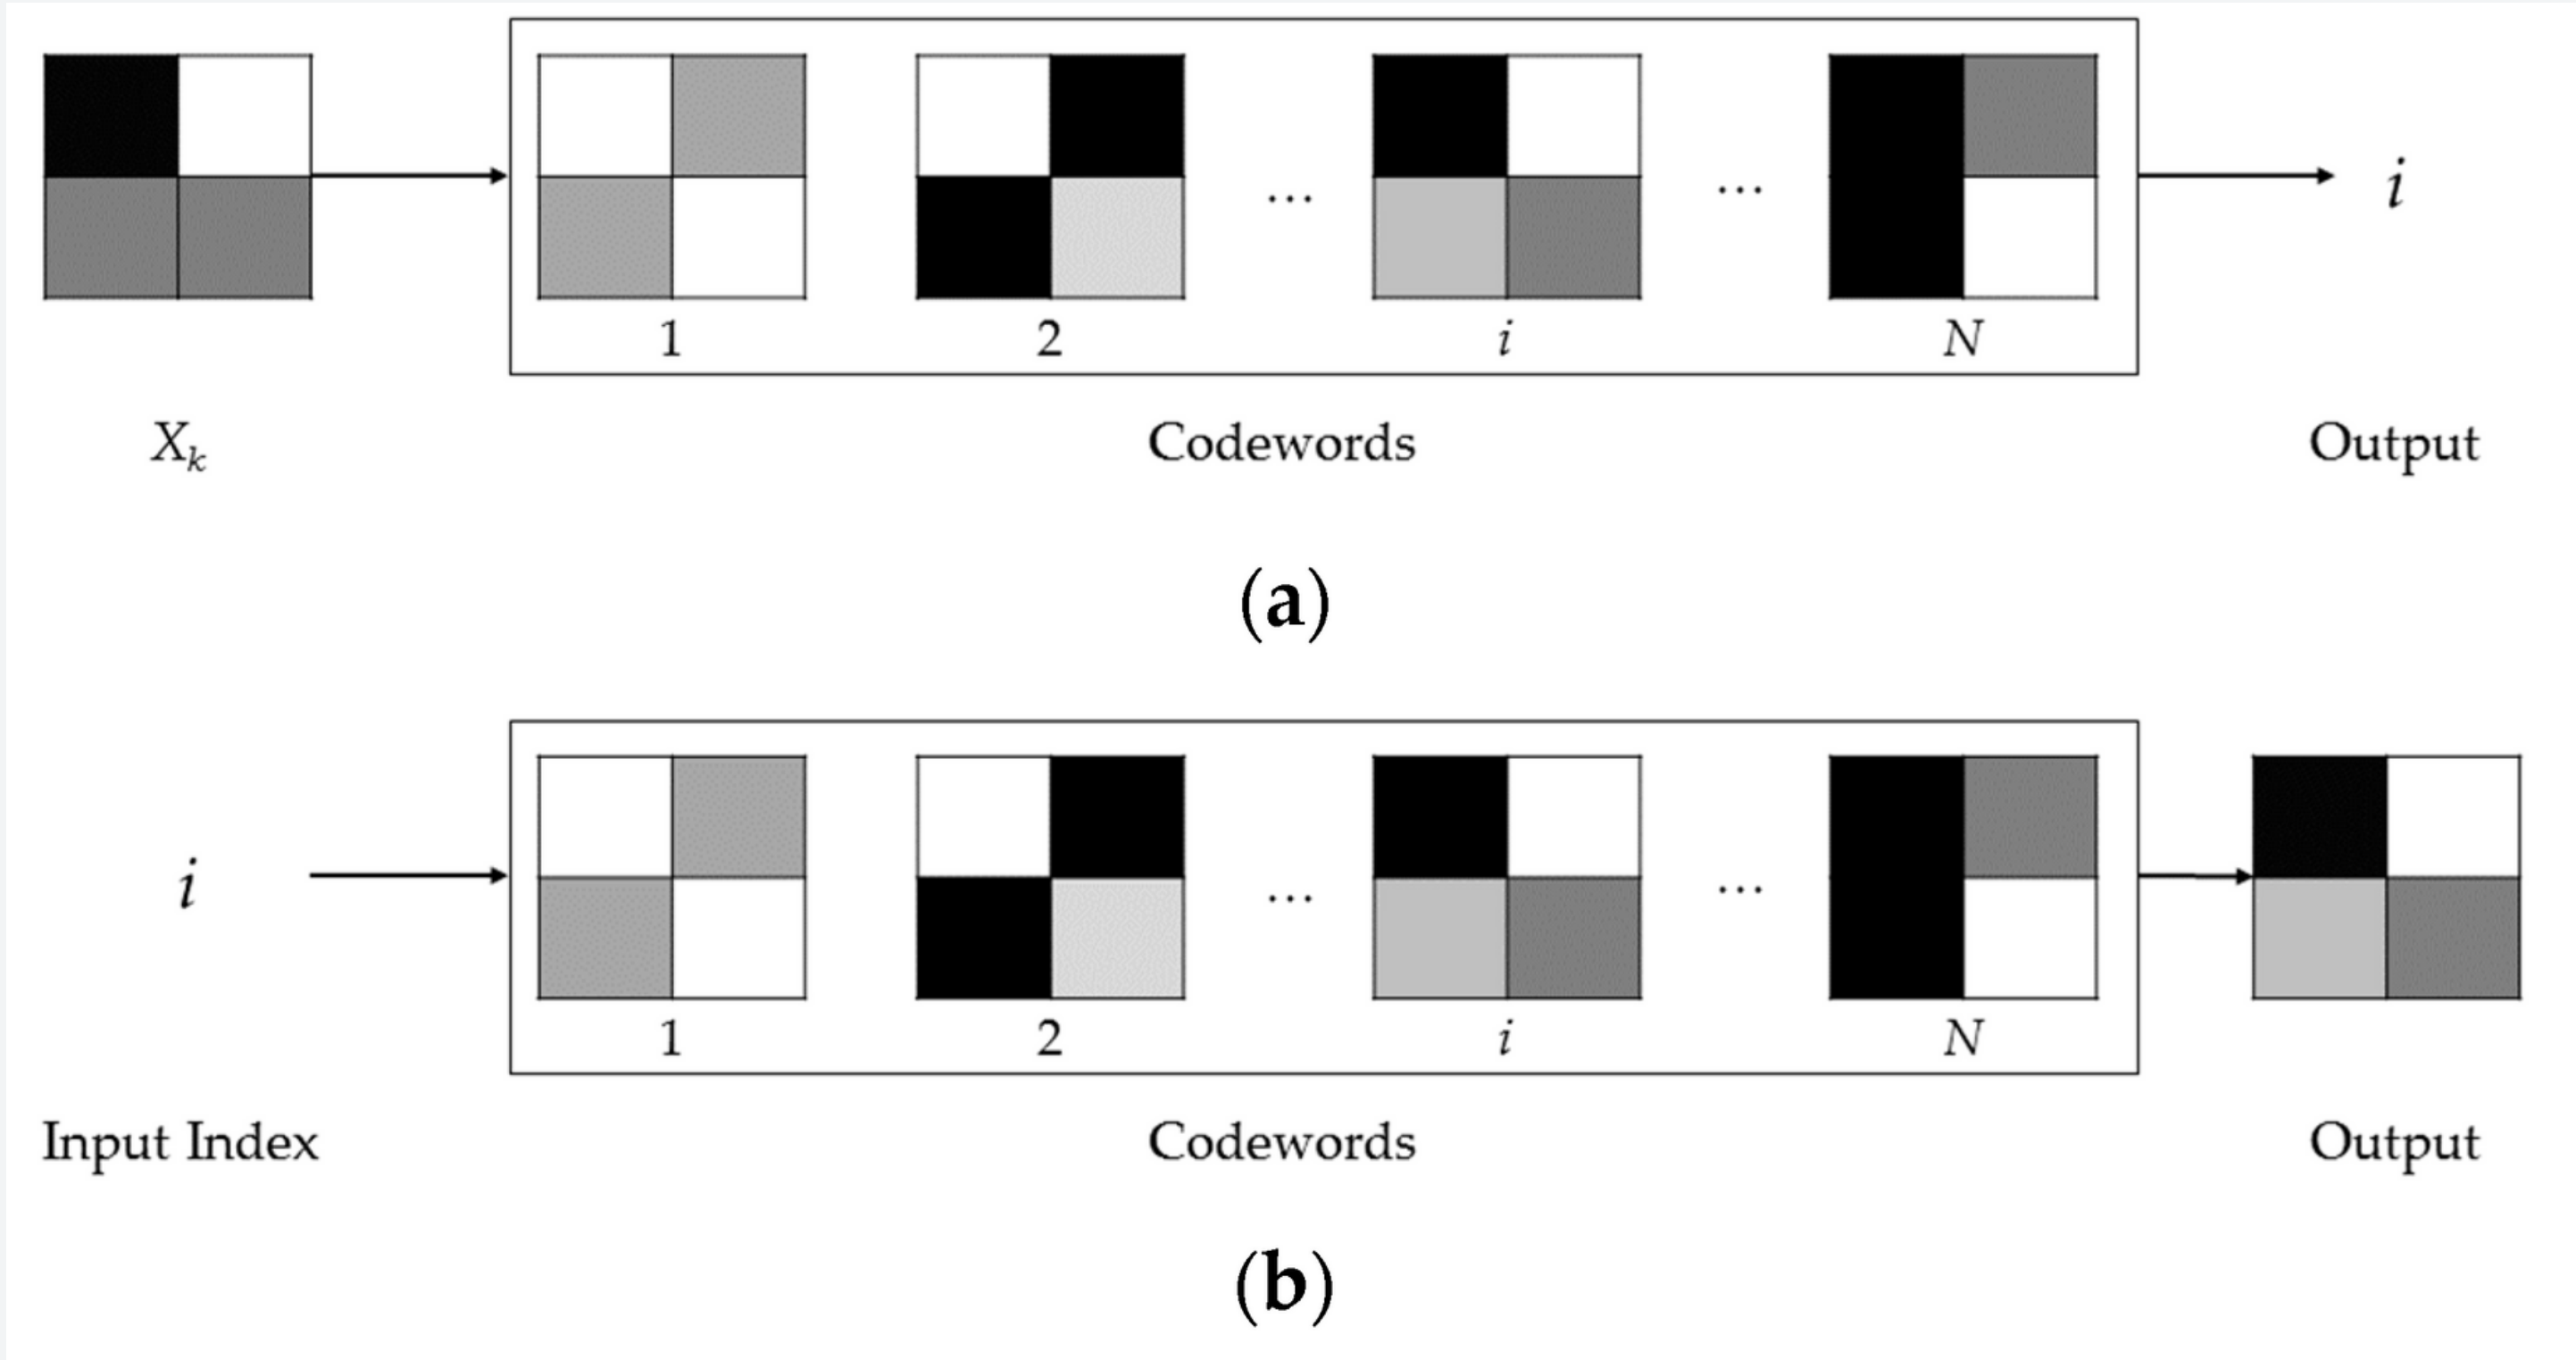 ... ... i
1 2 i N
X_k Codewords Output
(a)
i ... ...
1 2 i N
Input Index Codewords Output
(b)